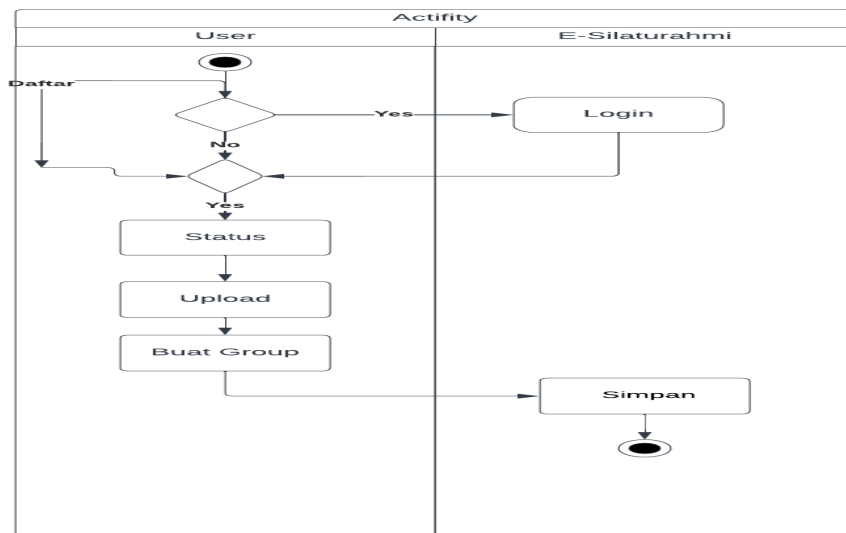 Actifity
User
E-Silaturahmi
Daftar
Yes
Login
No
Yes
Status
Upload
Buat Group
Simpan